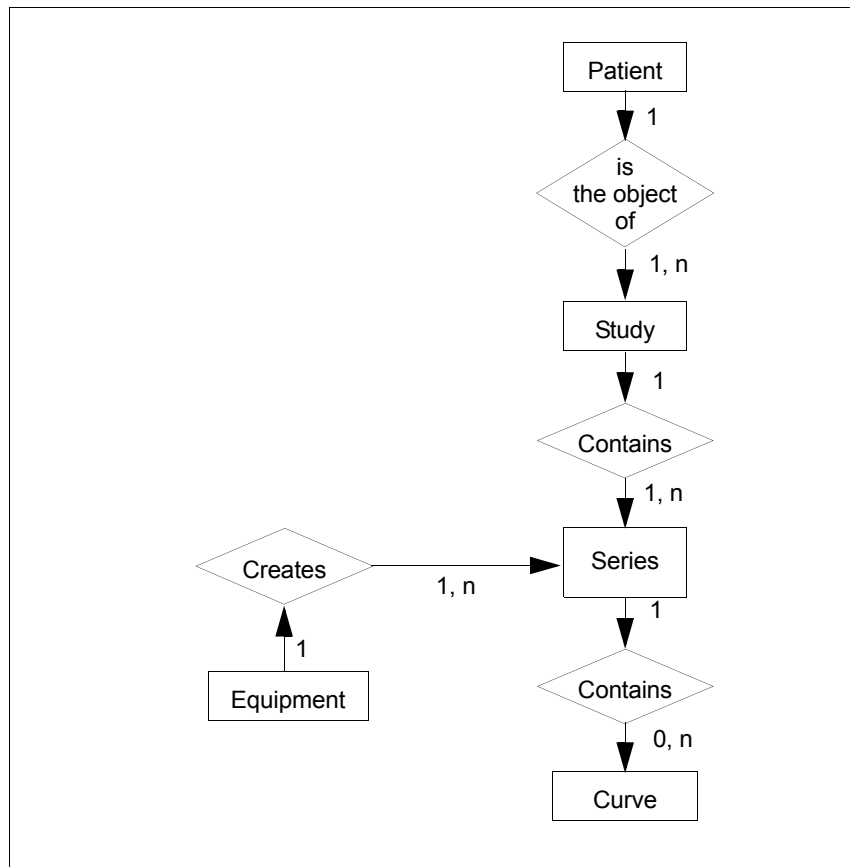 Patient
1
is
the object
of
1, n
Study
1
Contains
1, n
Series
Creates
1, n
1
1
Equipment
Contains
0, n
Curve